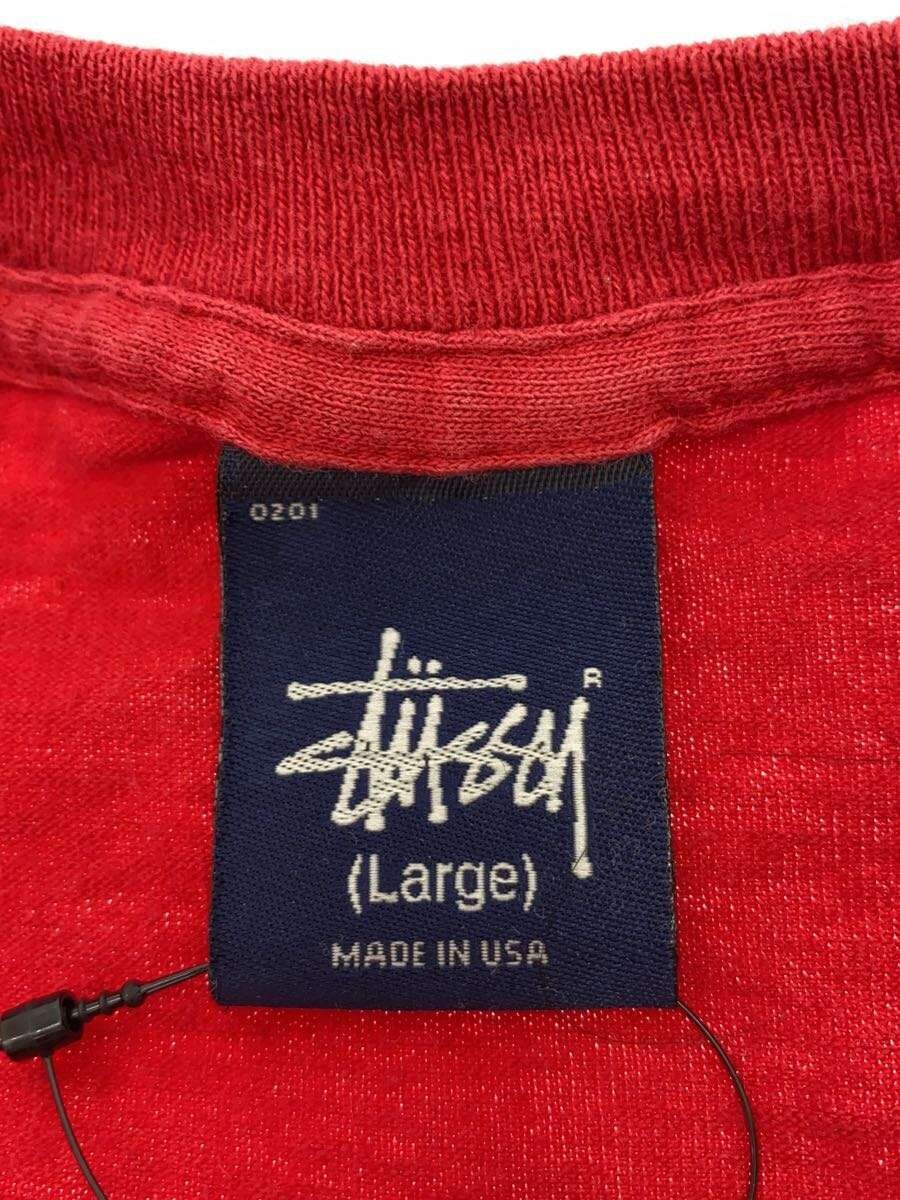 0201
Stüssy
R
(Large)
MADE IN USA